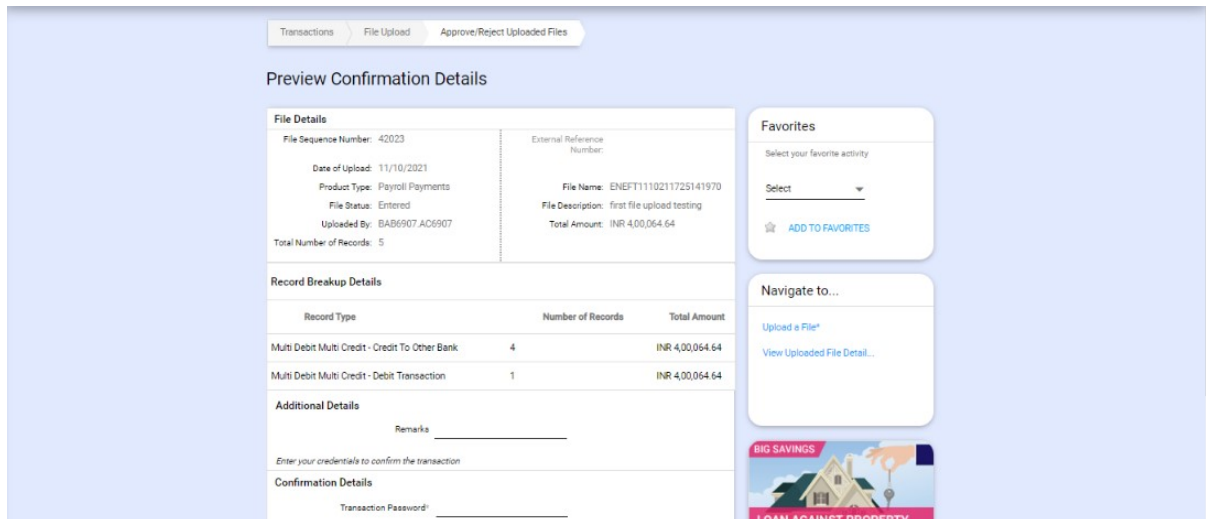 Transactions File Upload Approve/Reject Uploaded Files
Preview Confirmation Details
File Details
File Sequence Number: 42023
External Reference
Number:
Date of Upload: 11/10/2021
Product Type: Payroll Payments
File Name: ENEFT1110211725141970
File Status: Entered
File Description: first file upload testing
Uploaded By: BAB6907.AC6907
Total Amount: INR 4,00,064.64
Total Number of Records: 5
Record Breakup Details
Record Type Number of Records Total Amount
Multi Debit Multi Credit - Credit To Other Bank 4 INR 4,00,064.64
Multi Debit Multi Credit - Debit Transaction 1 INR 4,00,064.64
Additional Details
Remarks
Enter your credentials to confirm the transaction
Confirmation Details
Transaction Password*
Favorites
Select your favorite activity
Select
ADD TO FAVORITES
Navigate to...
Upload a File*
View Uploaded File Detail...
BIG SAVINGS
LOAN AGAINST PROPERTY